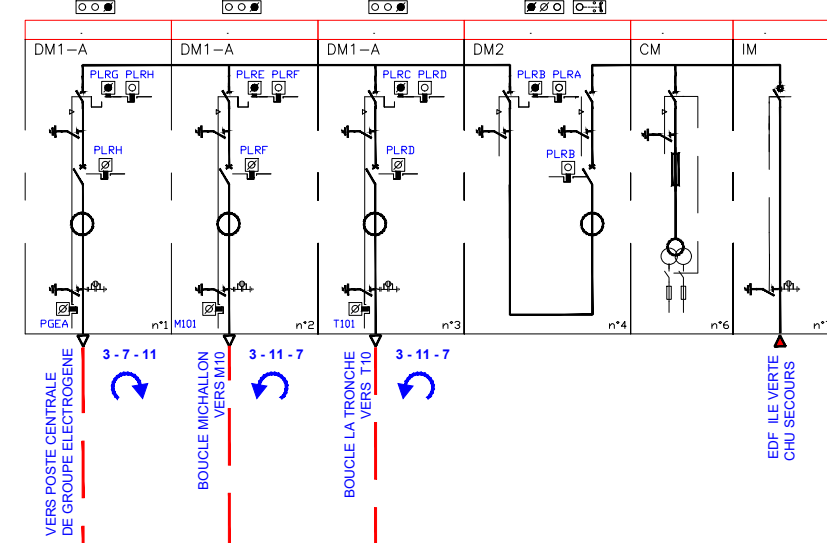 DM1-A
DM1-A
DM1-A
DM2
CM
IM
PLRG PLRH
PLRE PLRF
PLRC PLRD
PLRB PLRA
PLRH
PLRF
PLRD
PLRB
PGEA
n°1
M101
n°2
T101
n°3
n°4
n°6
3 - 7 - 11
3 - 11 - 7
3 - 11 - 7
VERS POSTE CENTRALE
DE GROUPE ELECTROGENE
BOUCLE MICHALLON
VERS M10
BOUCLE LA TRONCHE
VERS T10
EDF ILE VERTE
CHU SECOURS